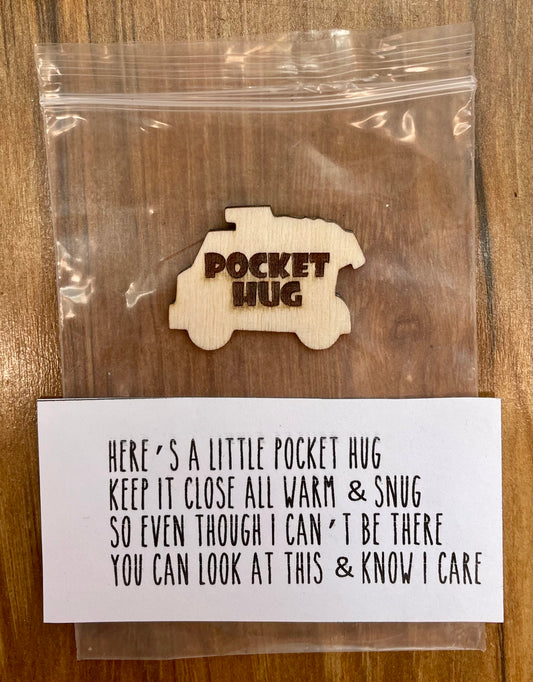 POCKET
HUG
HERE'S A LITTLE POCKET HUG
KEEP IT CLOSE ALL WARM & SNUG
SO EVEN THOUGH I CAN'T BE THERE
YOU CAN LOOK AT THIS & KNOW I CARE